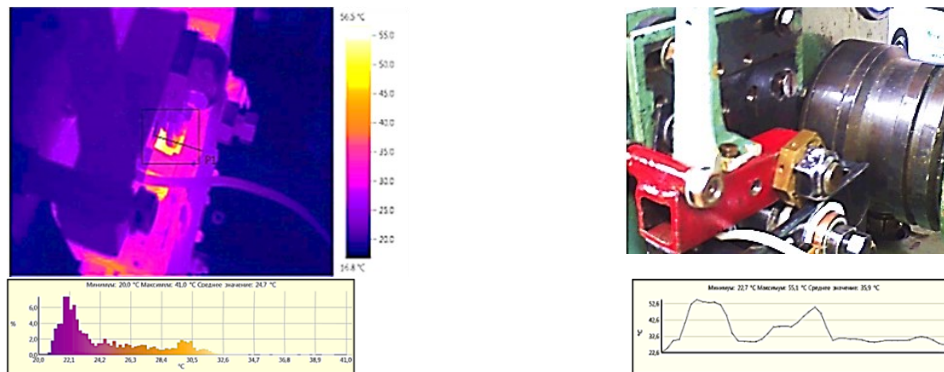 56,5 °C
55,0
50,0
45,0
40,0
35,0
30,0
25,0
20,0
16,8 °C
P1
Минимум: 20,0 °C Максимум: 41,0 °C Среднее значение: 24,7 °C
%
6,0
4,0
2,0
0,0
20,0 22,1 24,2 26,3 28,4 30,5 32,6 34,7 36,8 38,9 41,0
°C
Минимум: 22,7 °C Максимум: 55,1 °C Среднее значение: 35,9 °C
°C
52,6
42,6
32,6
22,6